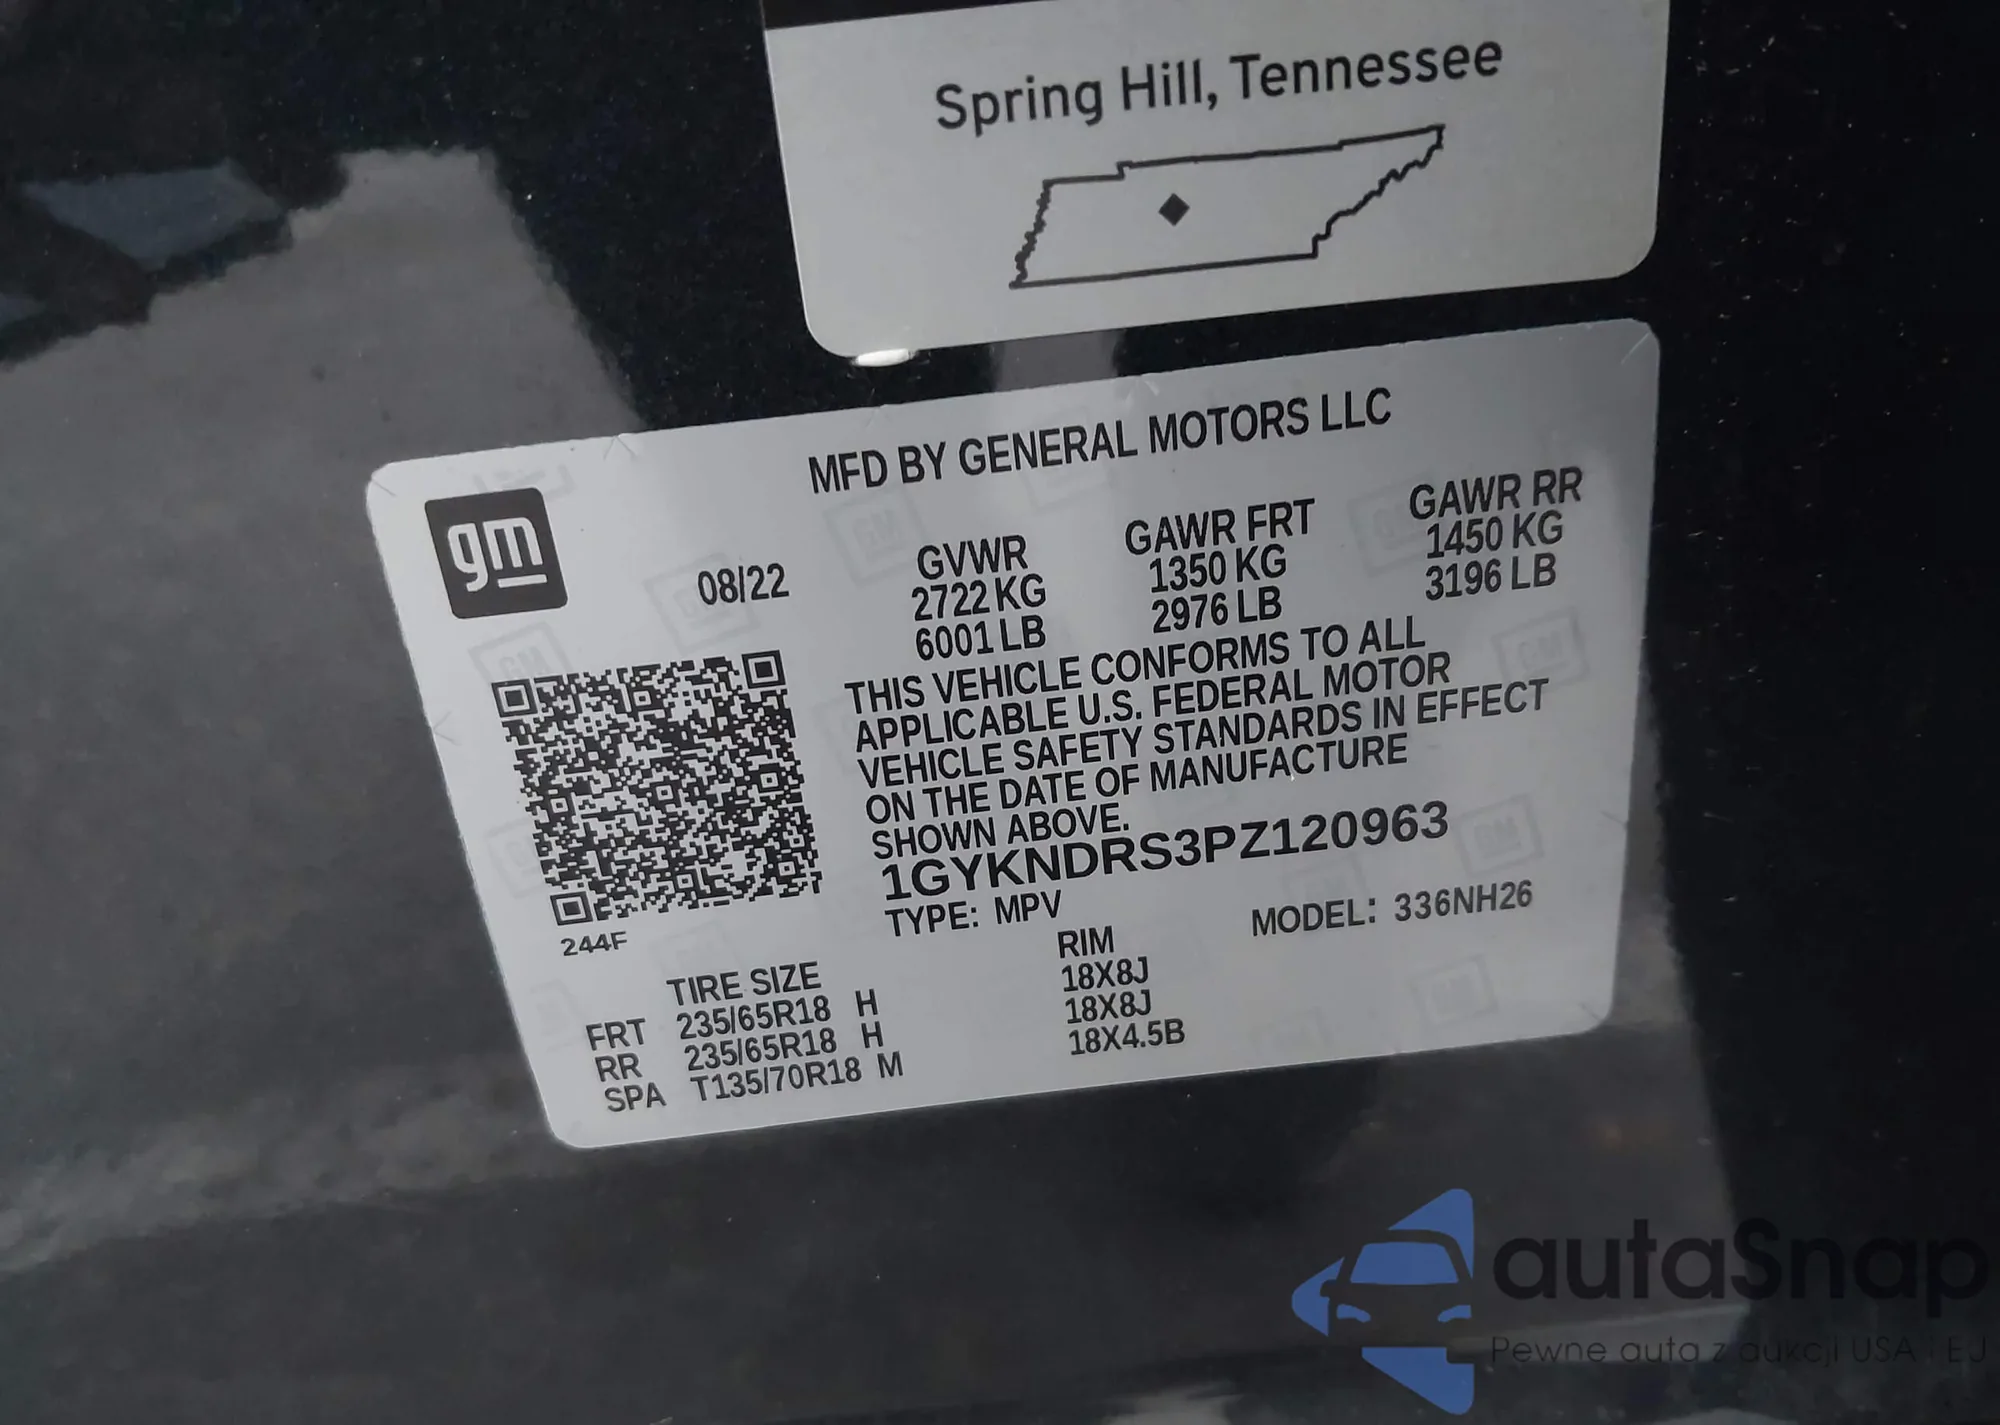 Spring Hill, Tennessee
MFD BY GENERAL MOTORS LLC
gm
08/22
GVWR
2722 KG
6001 LB
GAWR FRT
1350 KG
2976 LB
GAWR RR
1450 KG
3196 LB
THIS VEHICLE CONFORMS TO ALL
APPLICABLE U.S. FEDERAL MOTOR
VEHICLE SAFETY STANDARDS IN EFFECT
ON THE DATE OF MANUFACTURE
SHOWN ABOVE.
1GYKNDRS3PZ120963
TYPE: MPV
MODEL: 336NH26
244F
TIRE SIZE RIM
FRT 235/65R18 H 18X8J
RR 235/65R18 H 18X8J
SPA T135/70R18 M 18X4.5B
autaSnap
Pewne auta z aukcji USA i EJ